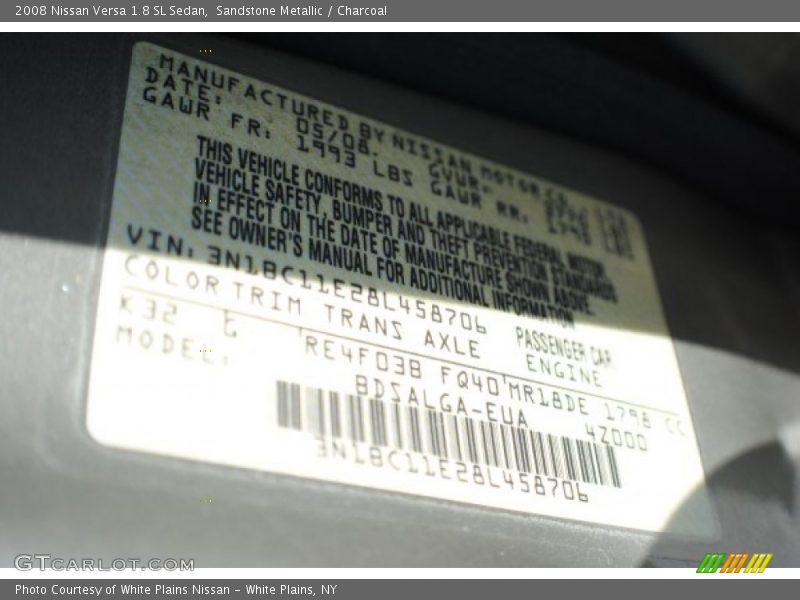 2008 Nissan Versa 1.8 SL Sedan, Sandstone Metallic / Charcoal
MANUFACTURED BY NISSAN MOTOR CO.
DATE: 05/08. GVWR:
GAWR FR: 1993 LBS GAWR RR.
THIS VEHICLE CONFORMS TO ALL APPLICABLE FEDERAL MOTOR
VEHICLE SAFETY, BUMPER AND THEFT PREVENTION STANDARDS
IN EFFECT ON THE DATE OF MANUFACTURE SHOWN ABOVE.
SEE OWNER'S MANUAL FOR ADDITIONAL INFORMATION
VIN: 3N1BC11E28L458706 PASSENGER CAR
COLOR TRIM TRANS AXLE ENGINE
K32 G RE4F03B FQ40 MR18DE 1798 CC
MODEL: BDSALGA-EUA 4Z000
3N1BC11E28L458706
GTCARLOT.COM
Photo Courtesy of White Plains Nissan - White Plains, NY